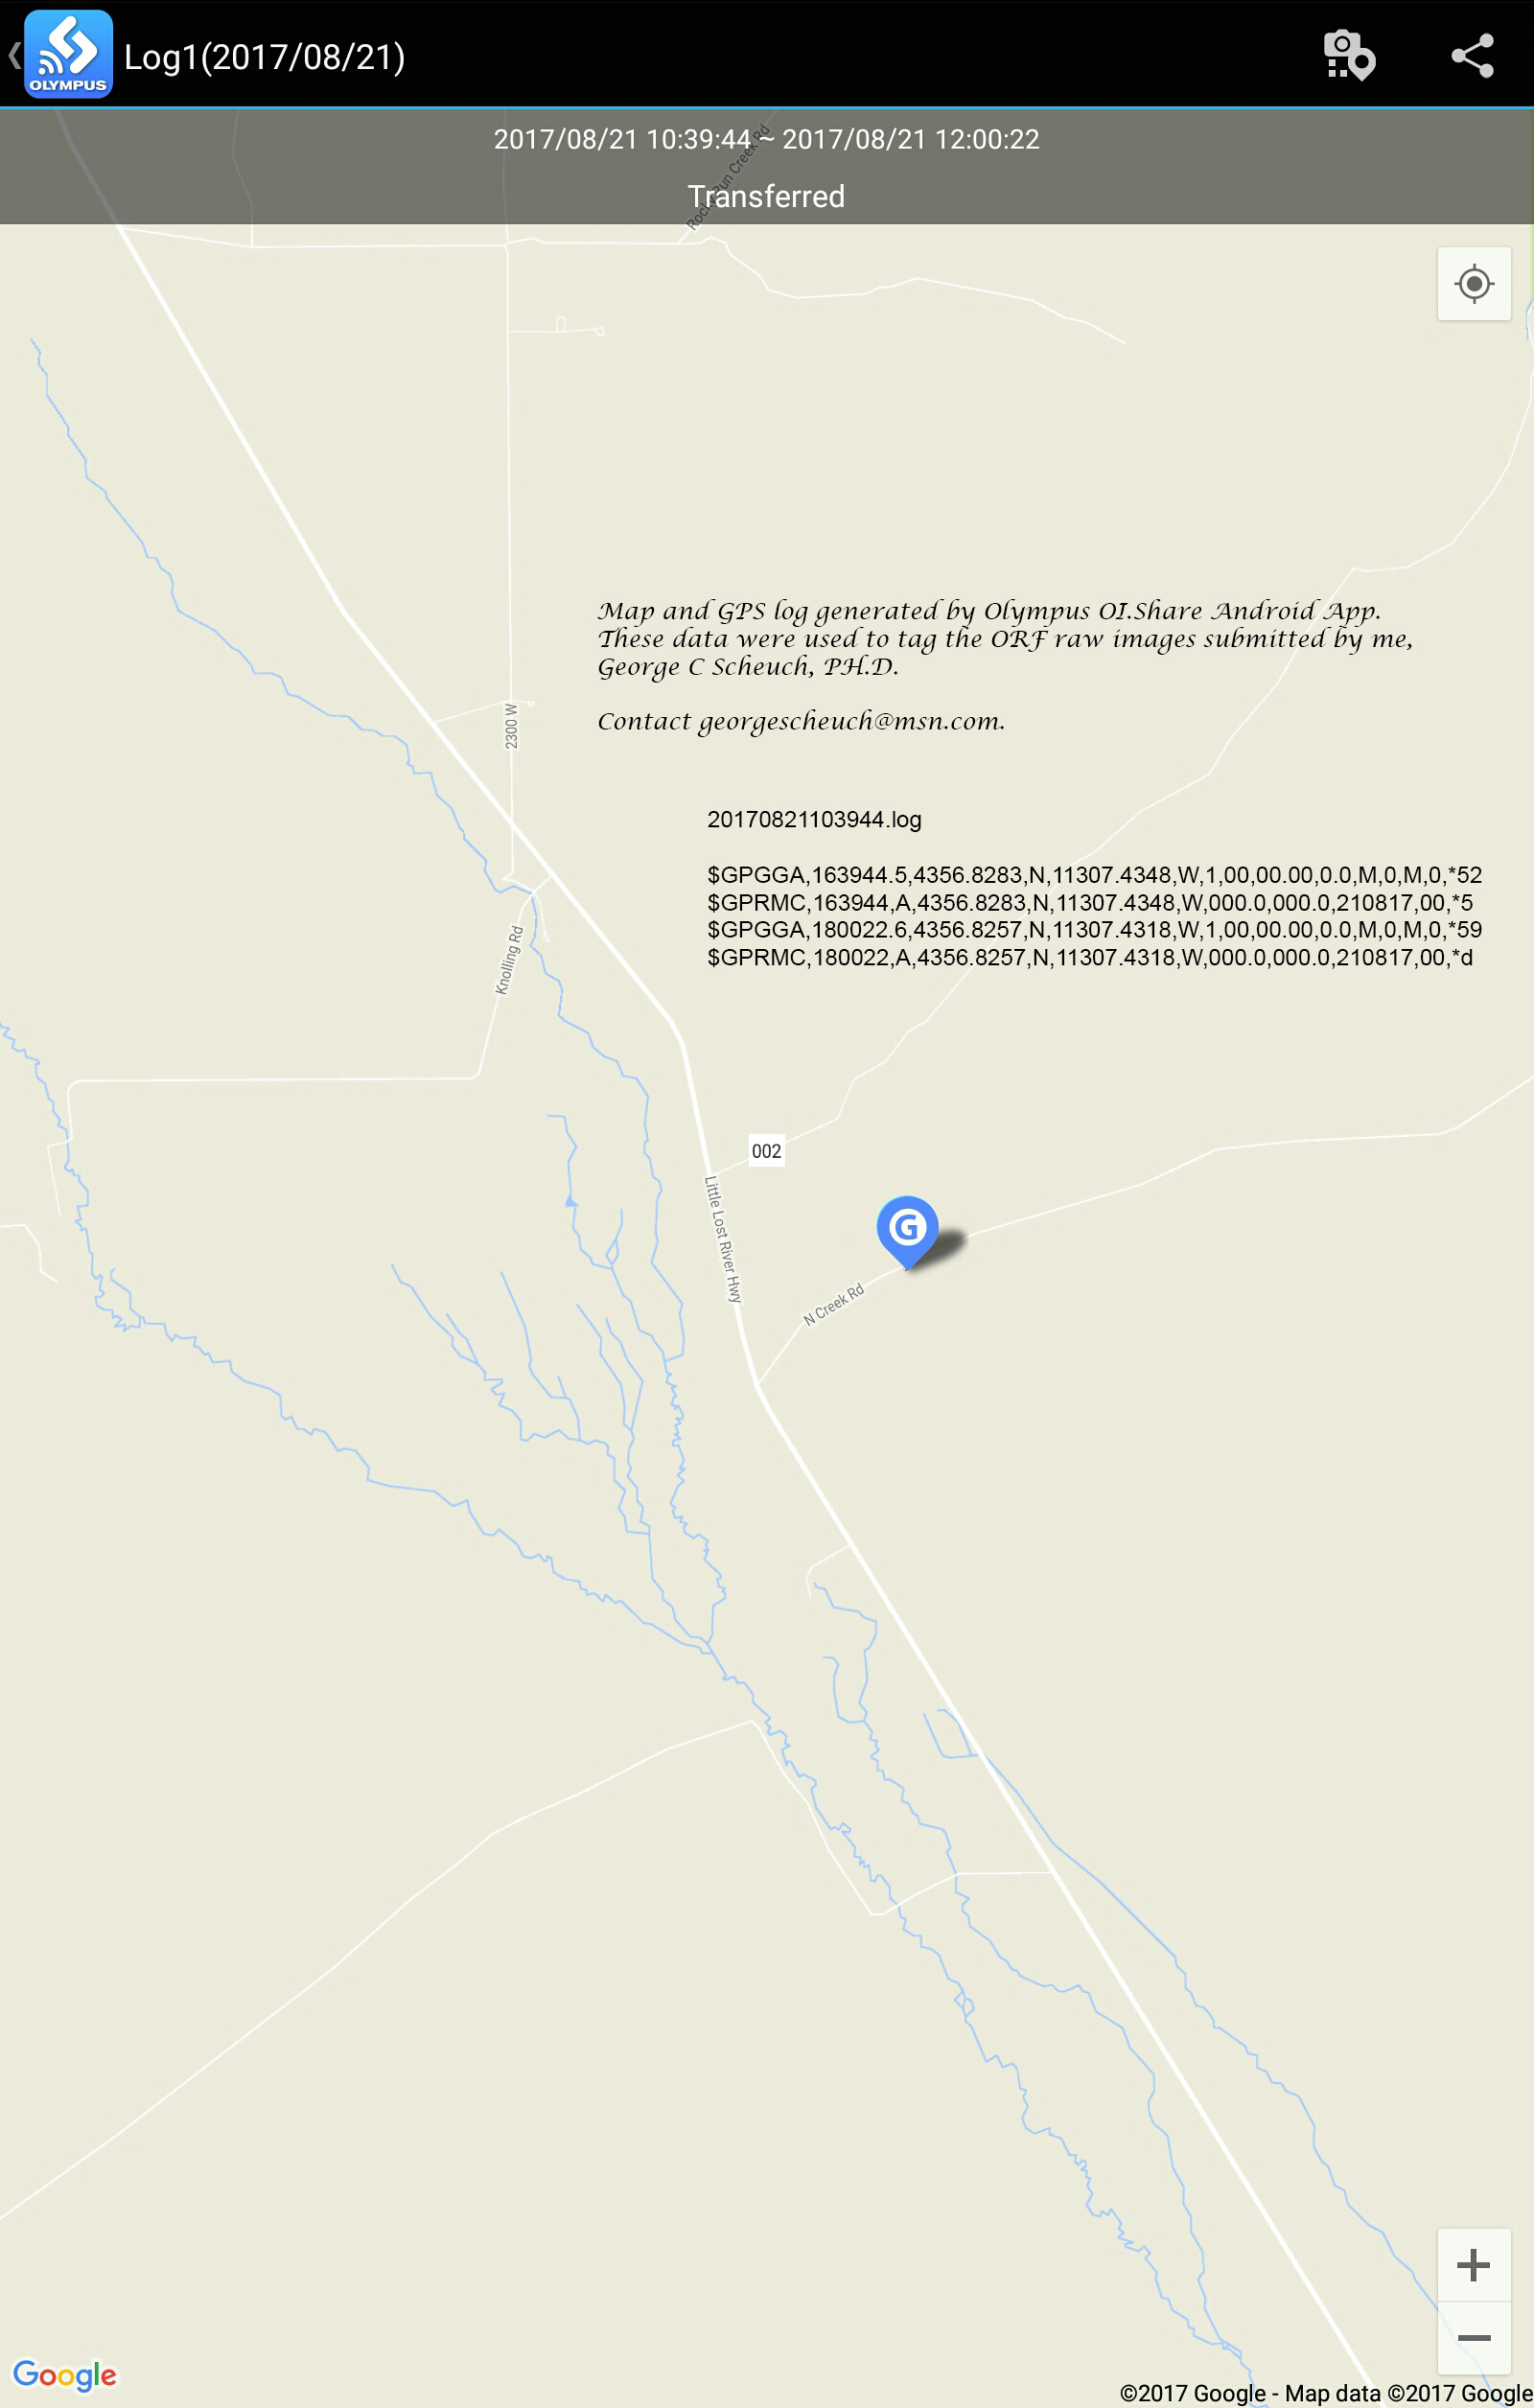 OLYMPUS
Log1(2017/08/21)
2017/08/21 10:39:44 ~ 2017/08/21 12:00:22
Transferred
Creek Rd
Map and GPS log generated by Olympus OI.Share Android App.
These data were used to tag the ORF raw images submitted by me,
George C Scheuch, PH.D.
Contact georgescheuch@msn.com.
2300 W
20170821103944.log
$GPGGA,163944.5,4356.8283,N,11307.4348,W,1,00,00.00,0.0,M,0,M,0,*52
$GPRMC,163944,A,4356.8283,N,11307.4348,W,000.0,000.0,210817,00,*5
$GPGGA,180022.6,4356.8257,N,11307.4318,W,1,00,00.00,0.0,M,0,M,0,*59
$GPRMC,180022,A,4356.8257,N,11307.4318,W,000.0,000.0,210817,00,*d
Knolling Rd
002
Little Lost River Hwy
G
N Creek Rd
Google
©2017 Google - Map data ©2017 Google